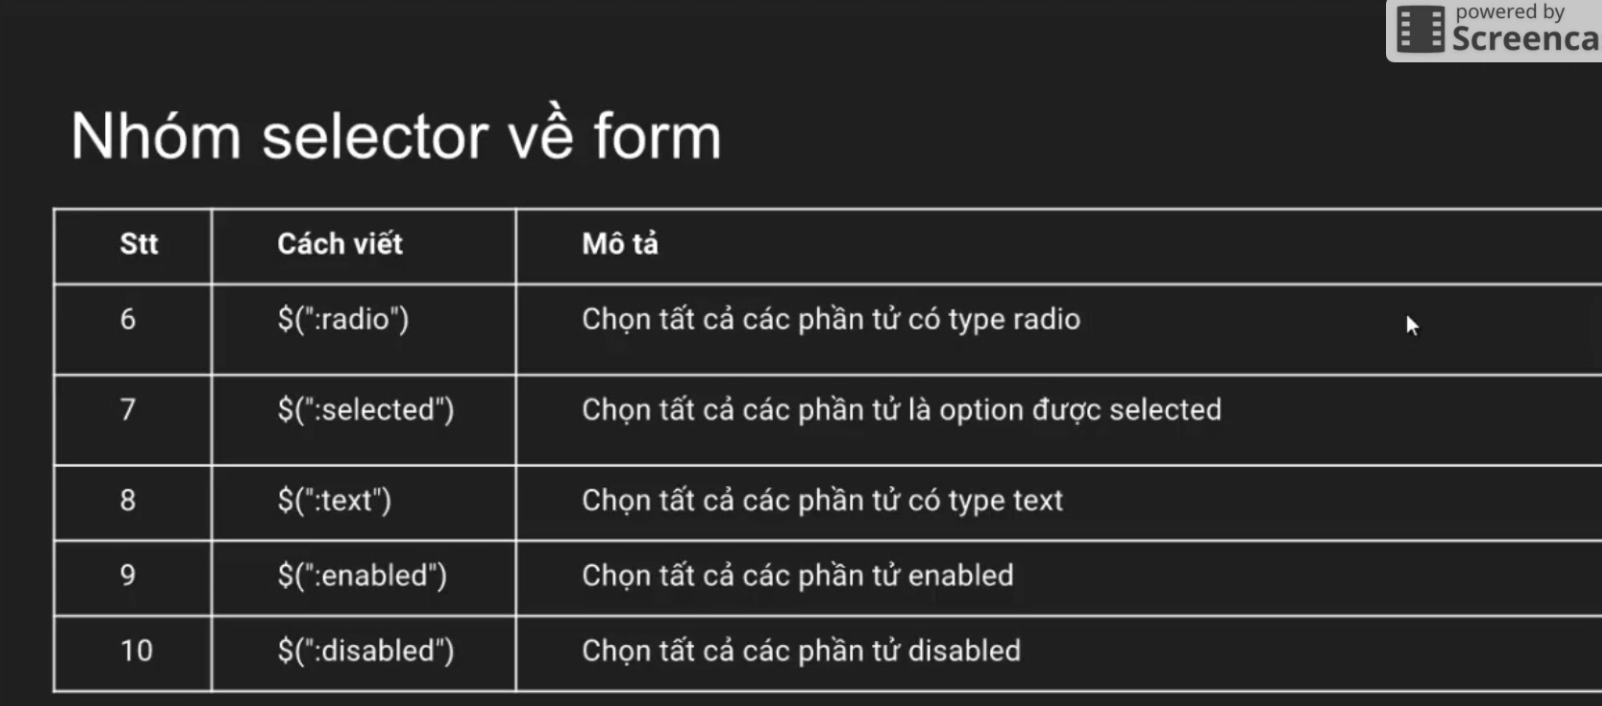 powered by
Screenca
Nhóm selector về form
Stt Cách viết Mô tả
6 $(":radio") Chọn tất cả các phần tử có type radio
7 $(":selected") Chọn tất cả các phần tử là option được selected
8 $(":text") Chọn tất cả các phần tử có type text
9 $(":enabled") Chọn tất cả các phần tử enabled
10 $(":disabled") Chọn tất cả các phần tử disabled